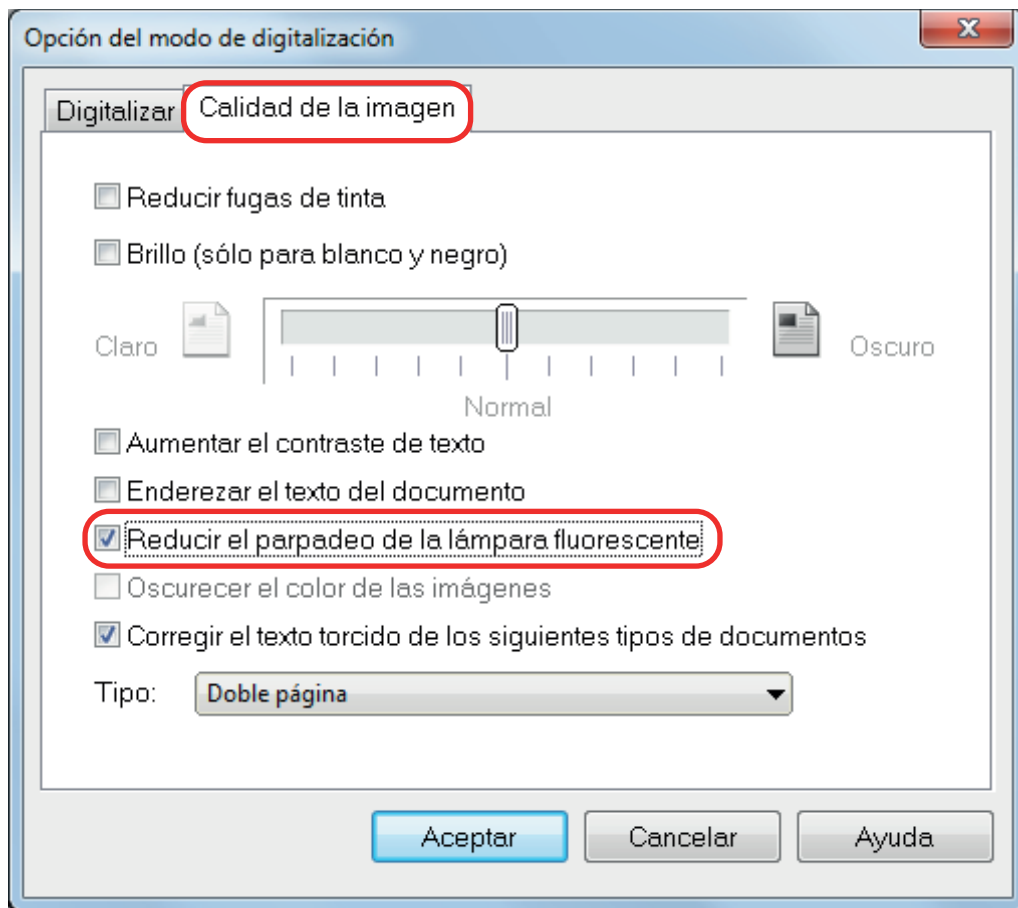 Opción del modo de digitalización
Digitalizar Calidad de la imagen
Reducir fugas de tinta
Brillo (sólo para blanco y negro)
Claro Oscuro
Normal
Aumentar el contraste de texto
Enderezar el texto del documento
Reducir el parpadeo de la lámpara fluorescente
Oscurecer el color de las imágenes
Corregir el texto torcido de los siguientes tipos de documentos
Tipo: Doble página
Aceptar Cancelar Ayuda